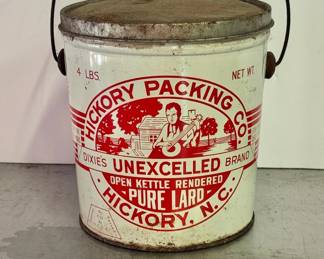 4 LBS.
NET WT.
HICKORY PACKING CO.
DIXIE'S UNEXCELLED BRAND
OPEN KETTLE RENDERED
PURE LARD
HICKORY, N. C.